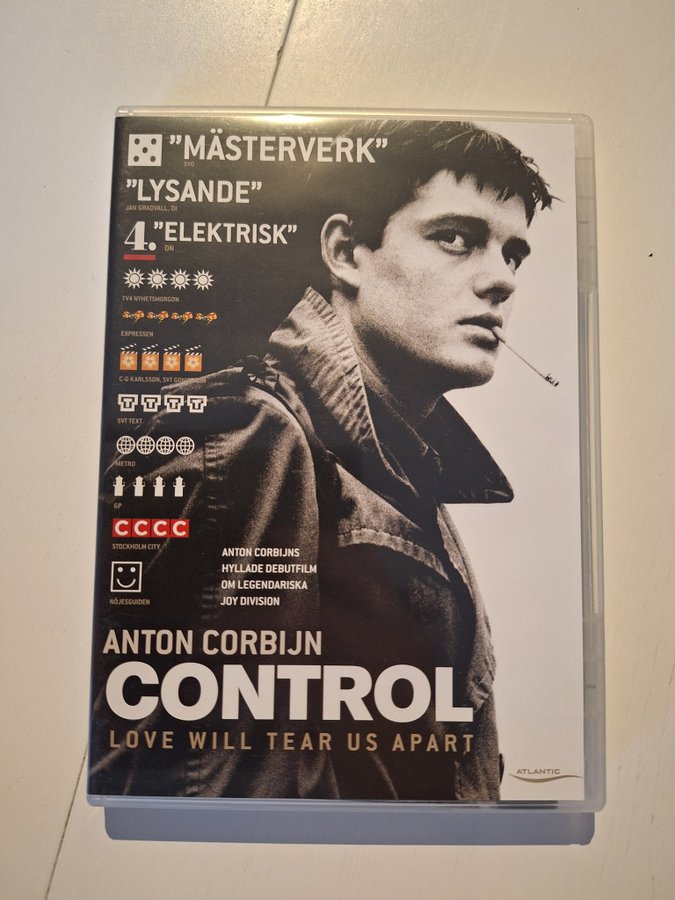 ”MÄSTERVERK”
SVD
”LYSANDE”
JAN GRADVALL, DI
4. ”ELEKTRISK”
DN
TV4 NYHETSMORGON
EXPRESSEN
C-G KARLSSON, SVT GOMORRON
T T T T
SVT TEXT
METRO
GP
C C C C
STOCKHOLM CITY
NÖJESGUIDEN
ANTON CORBIJNS
HYLLADE DEBUTFILM
OM LEGENDARISKA
JOY DIVISION
ANTON CORBIJN
CONTROL
LOVE WILL TEAR US APART
ATLANTIC